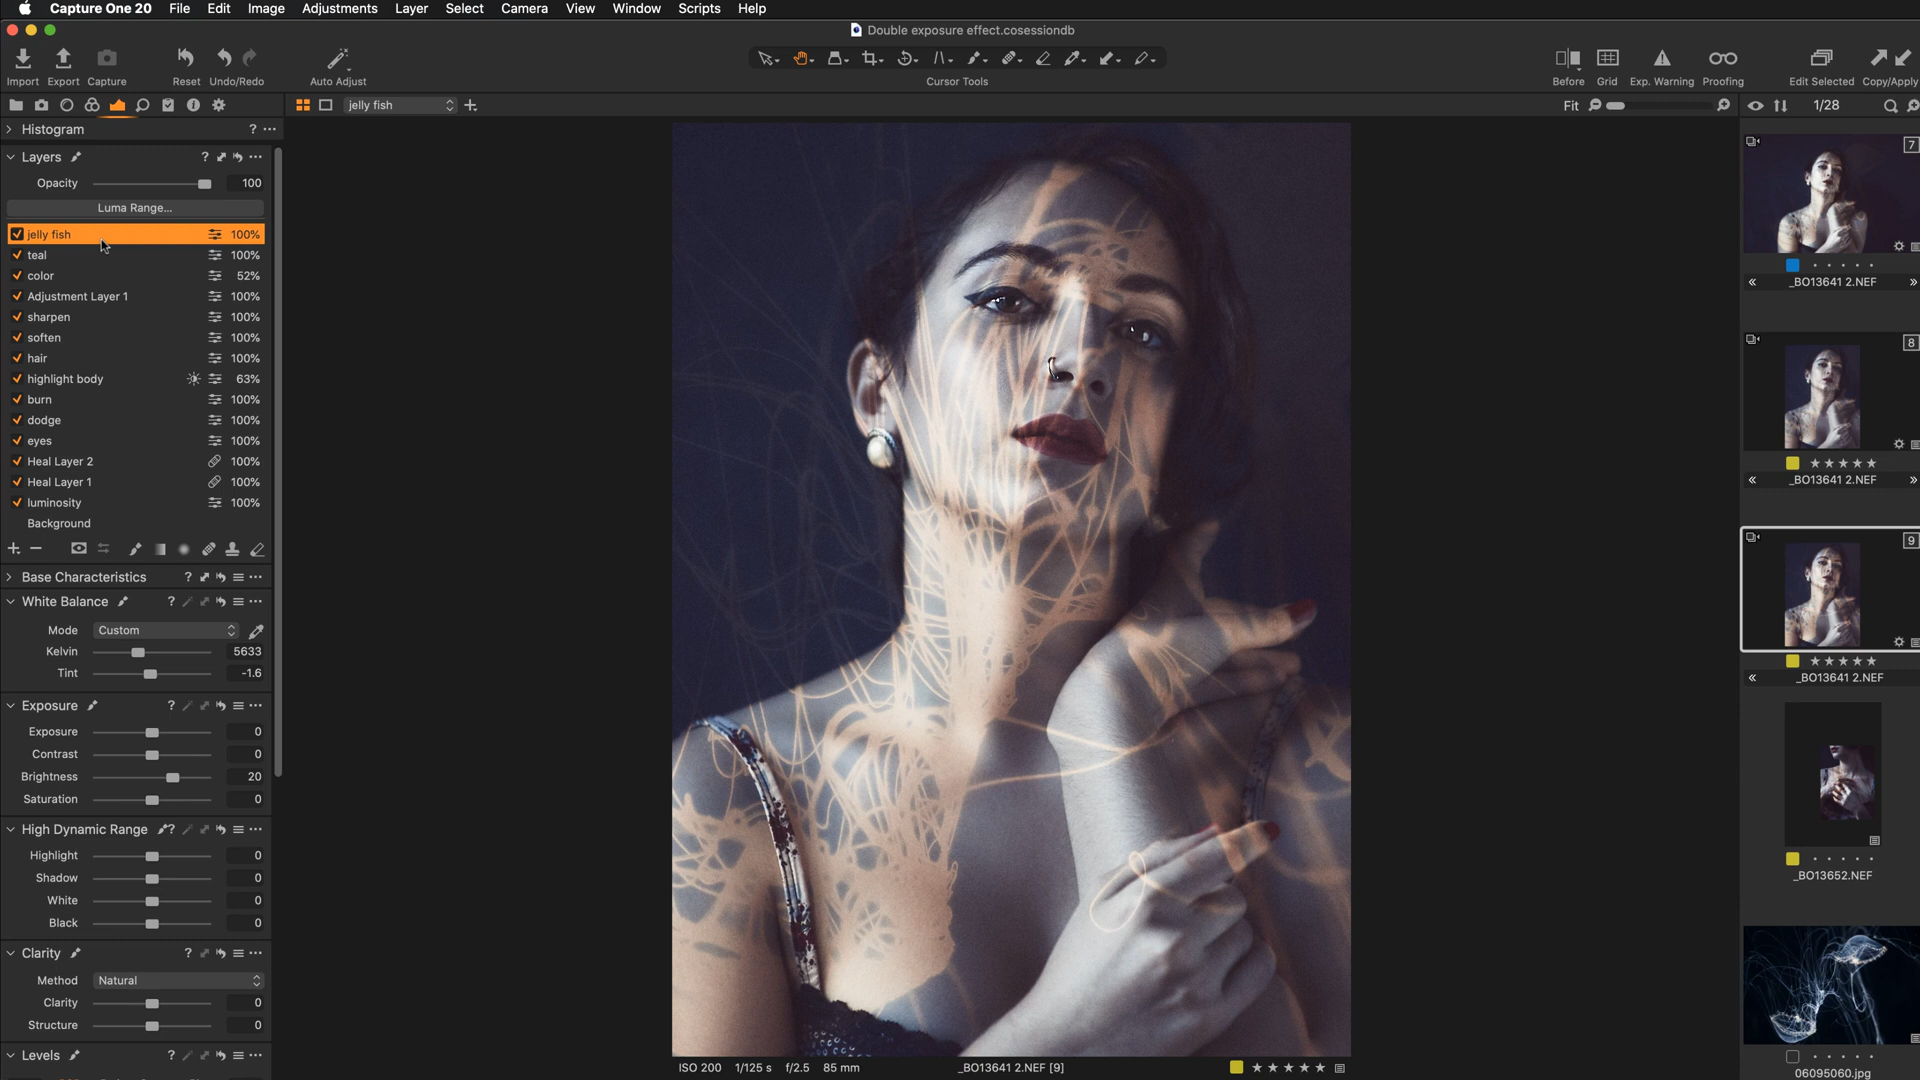 Capture One 20 File Edit Image Adjustments Layer Select Camera View Window Scripts Help
Double exposure effect.cosessiondb
Import Export Capture Reset Undo/Redo Auto Adjust Cursor Tools Before Grid Exp. Warning Proofing Edit Selected Copy/Apply
jelly fish Fit 1/28
Histogram ? ...
Layers ? ...
Opacity 100
Luma Range...
jelly fish 100%
teal 100%
color 52%
Adjustment Layer 1 100%
sharpen 100%
soften 100%
hair 100%
highlight body 63%
burn 100%
dodge 100%
eyes 100%
Heal Layer 2 100%
Heal Layer 1 100%
luminosity 100%
Background
Base Characteristics ? ...
White Balance ? ...
Mode Custom
Kelvin 5633
Tint -1.6
Exposure ? ...
Exposure 0
Contrast 0
Brightness 20
Saturation 0
High Dynamic Range ? ...
Highlight 0
Shadow 0
White 0
Black 0
Clarity ? ...
Method Natural
Clarity 0
Structure 0
Levels ? ...
ISO 200 1/125 s f/2.5 85 mm _BO13641 2.NEF [9]
7
_BO13641 2.NEF
8
_BO13641 2.NEF
9
_BO13641 2.NEF
_BO13652.NEF
06095060.jpg